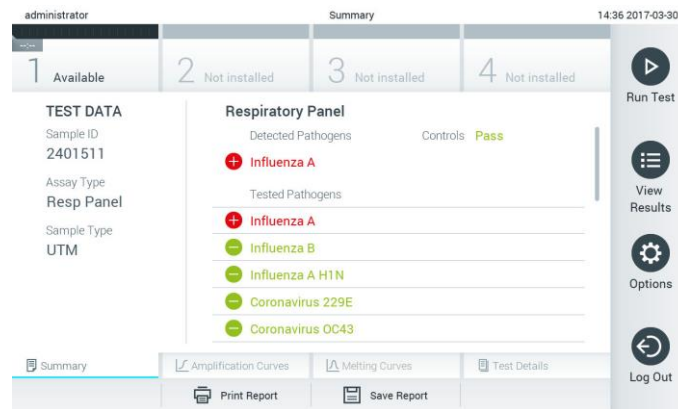 administrator
Summary
14:36 2017-03-30
--:--
1 Available
2 Not installed
3 Not installed
4 Not installed
Run Test
View
Results
Options
Log Out
TEST DATA
Sample ID
2401511
Assay Type
Resp Panel
Sample Type
UTM
Respiratory Panel
Detected Pathogens
Controls Pass
Influenza A
Tested Pathogens
Influenza A
Influenza B
Influenza A H1N
Coronavirus 229E
Coronavirus OC43
Summary
Amplification Curves
Melting Curves
Test Details
Print Report
Save Report